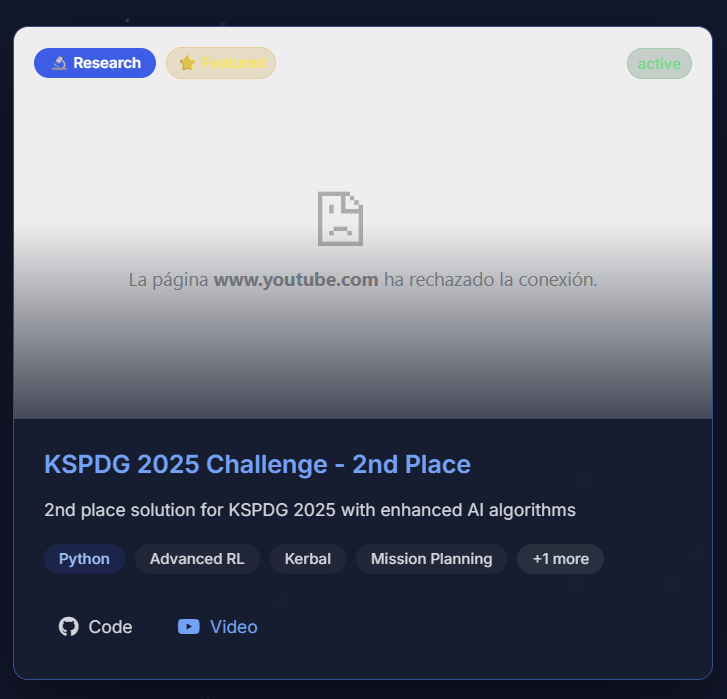 Research
Featured
active
La página www.youtube.com ha rechazado la conexión.
KSPDG 2025 Challenge - 2nd Place
2nd place solution for KSPDG 2025 with enhanced AI algorithms
Python Advanced RL Kerbal Mission Planning +1 more
Code Video